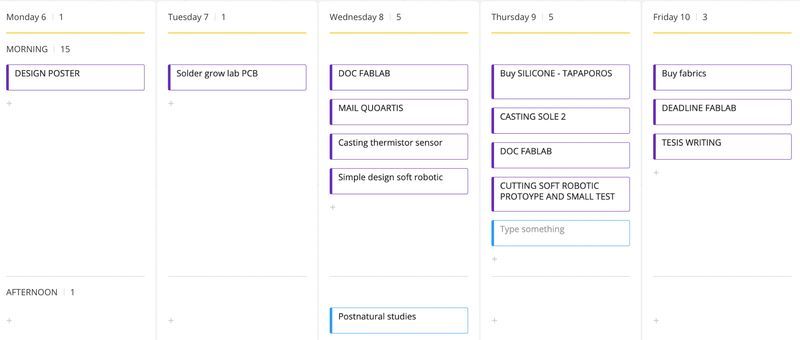 Monday 6 | 1
Tuesday 7 | 1
Wednesday 8 | 5
Thursday 9 | 5
Friday 10 | 3
MORNING | 15
DESIGN POSTER
+
Solder grow lab PCB
+
DOC FABLAB
MAIL QUOARTIS
Casting thermistor sensor
Simple design soft robotic
+
Buy SILICONE - TAPAPOROS
CASTING SOLE 2
DOC FABLAB
CUTTING SOFT ROBOTIC
PROTOYPE AND SMALL TEST
Type something
+
Buy fabrics
DEADLINE FABLAB
TESIS WRITING
+
AFTERNOON | 1
+
+
Postnatural studies
+
+